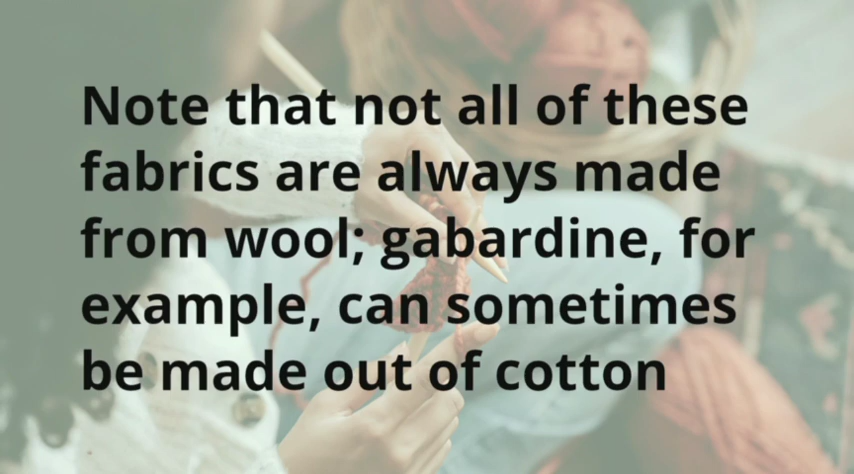 Note that not all of these
fabrics are always made
from wool; gabardine, for
example, can sometimes
be made out of cotton